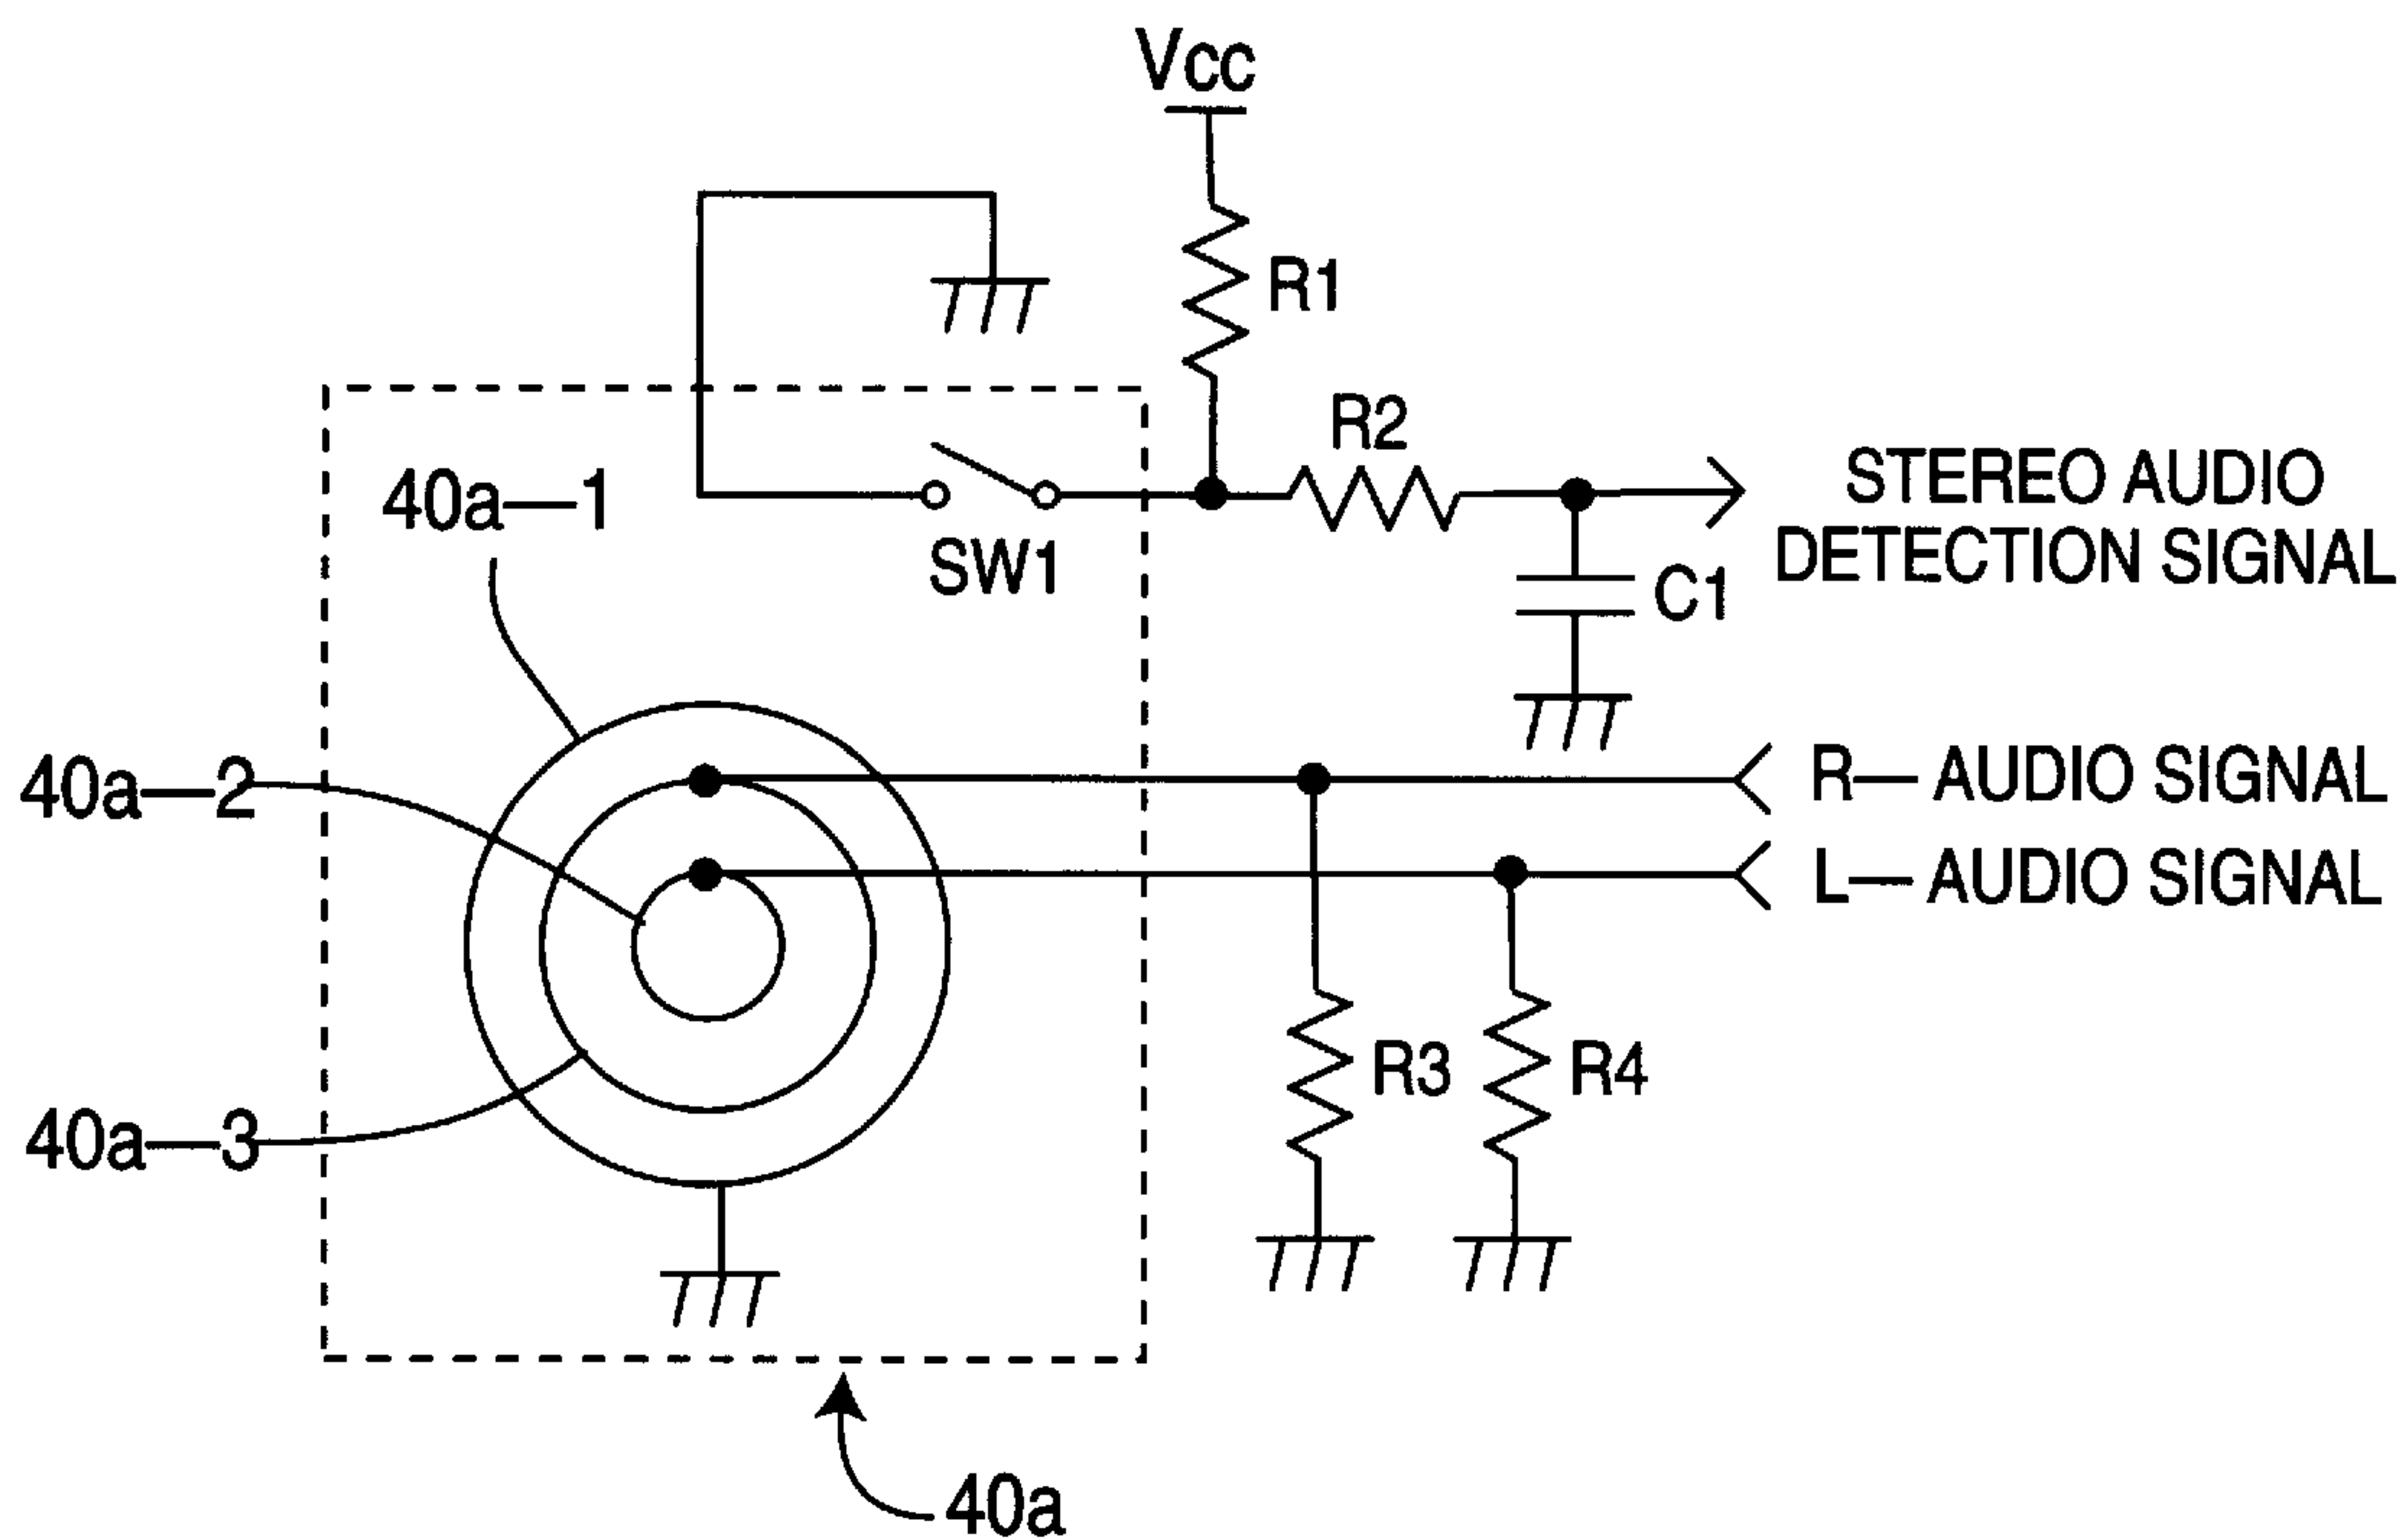 Vcc
R1
R2
STEREO AUDIO
DETECTION SIGNAL
40a—1
SW1
C1
40a—2
R— AUDIO SIGNAL
L— AUDIO SIGNAL
R3
R4
40a—3
40a